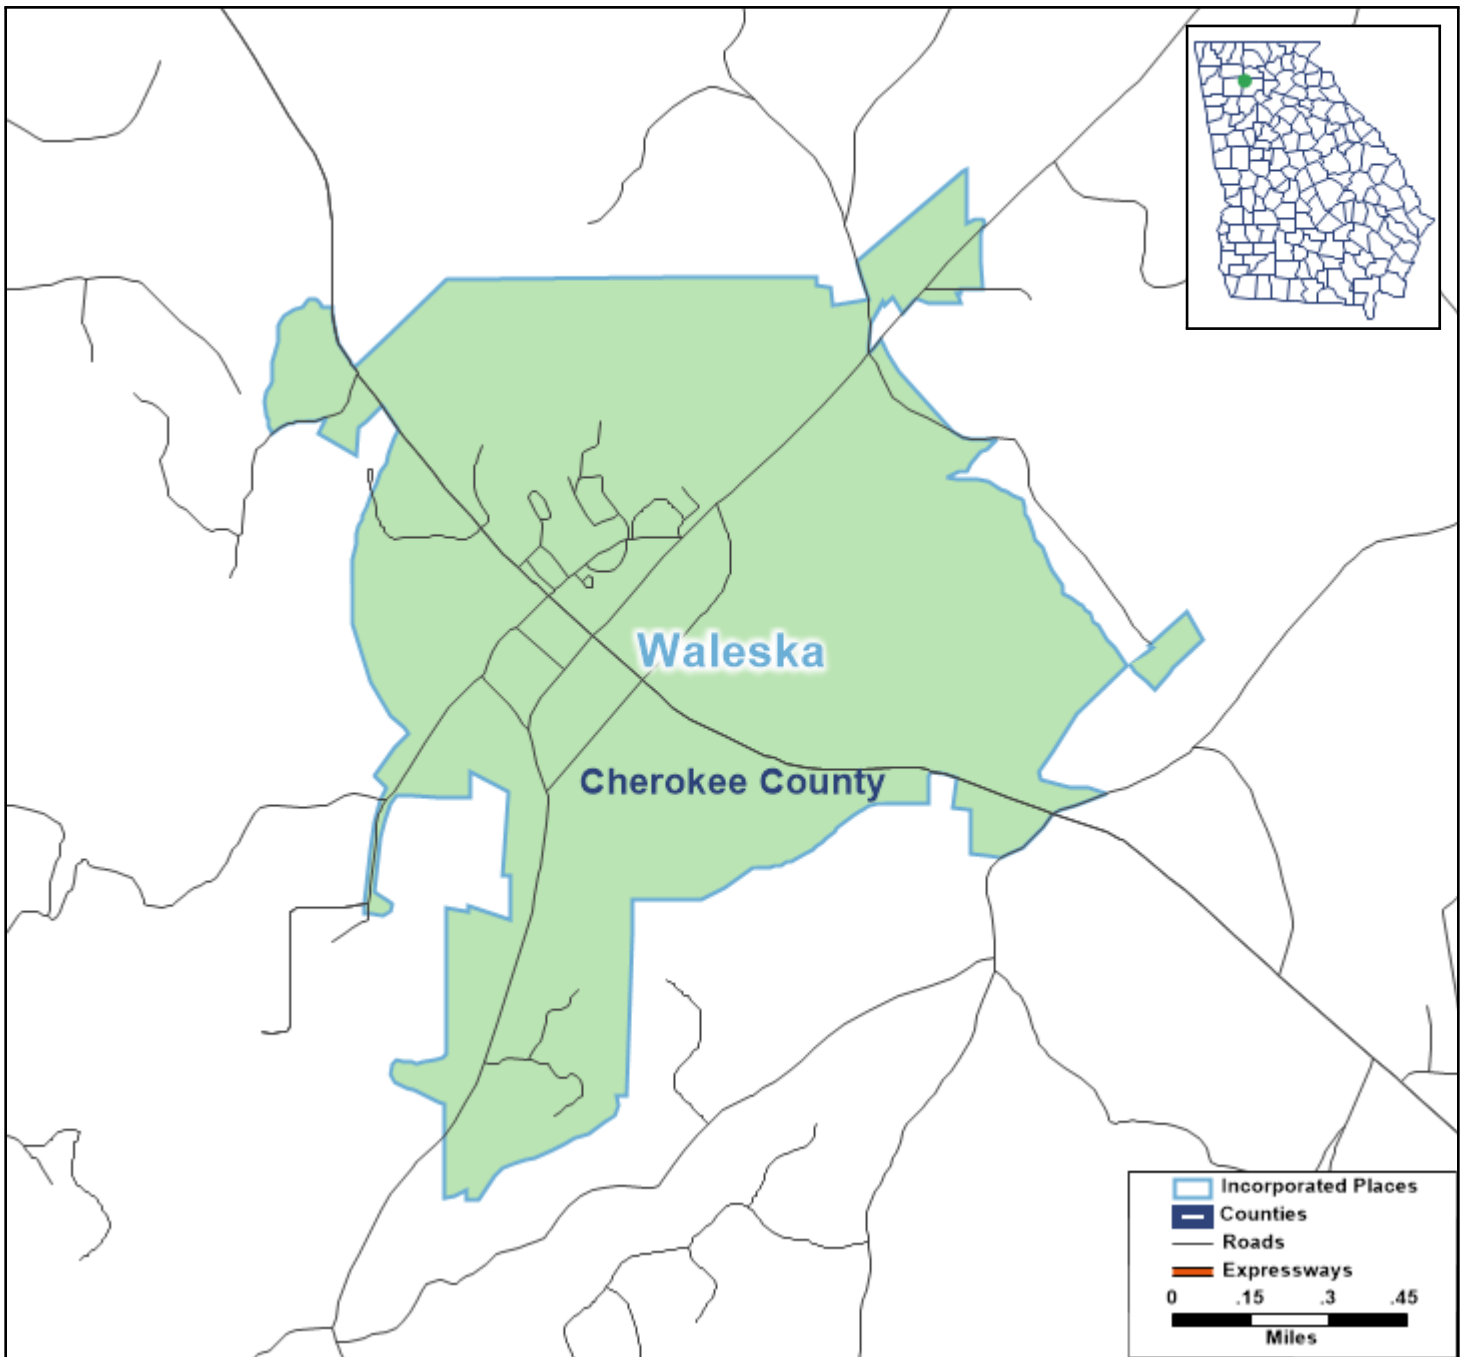 Waleska
Cherokee County
Incorporated Places
Counties
Roads
Expressways
0 .15 .3 .45
Miles